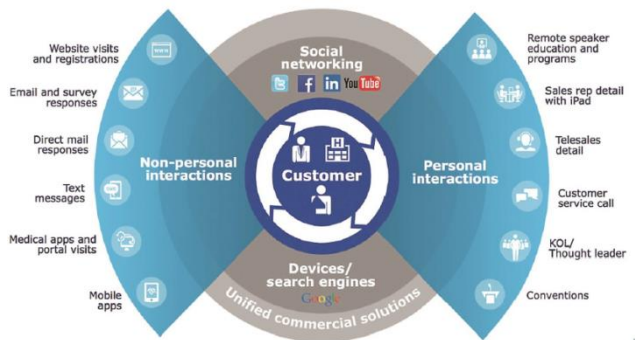 Website visits
and registrations
Email and survey
responses
Direct mail
responses
Text
messages
Medical apps and
portal visits
Mobile
apps
Non-personal
interactions
Social
networking
f
in
You Tube
H
Customer
Devices/
search engines
Google
Unified commercial solutions
Personal
interactions
Remote speaker
education and
programs
Sales rep detail
with iPad
Telesales
detail
Customer
service call
KOL/
Thought leader
Conventions